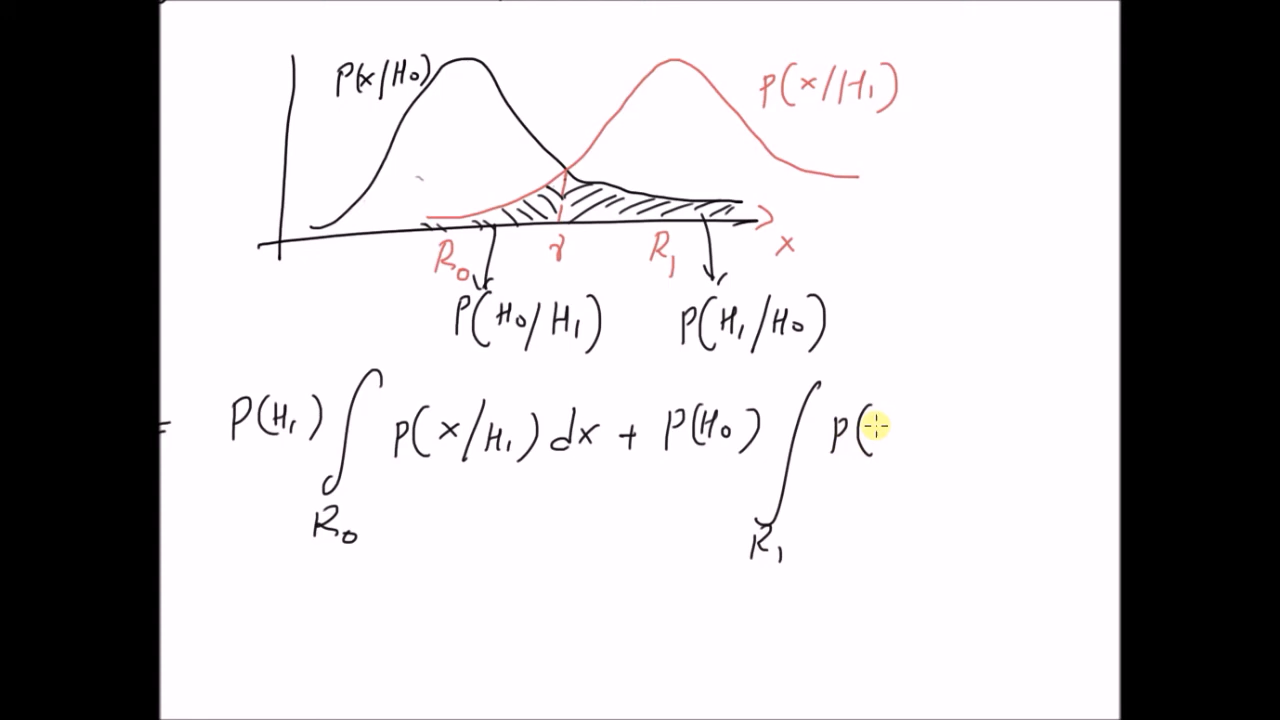 P(x/H₀)
P(x/H₁)
R₀ γ R₁ x
P(H₀/H₁) P(H₁/H₀)
= P(H₁) ∫ P(x/H₁) dx + P(H₀) ∫ P(
R₀ R₁